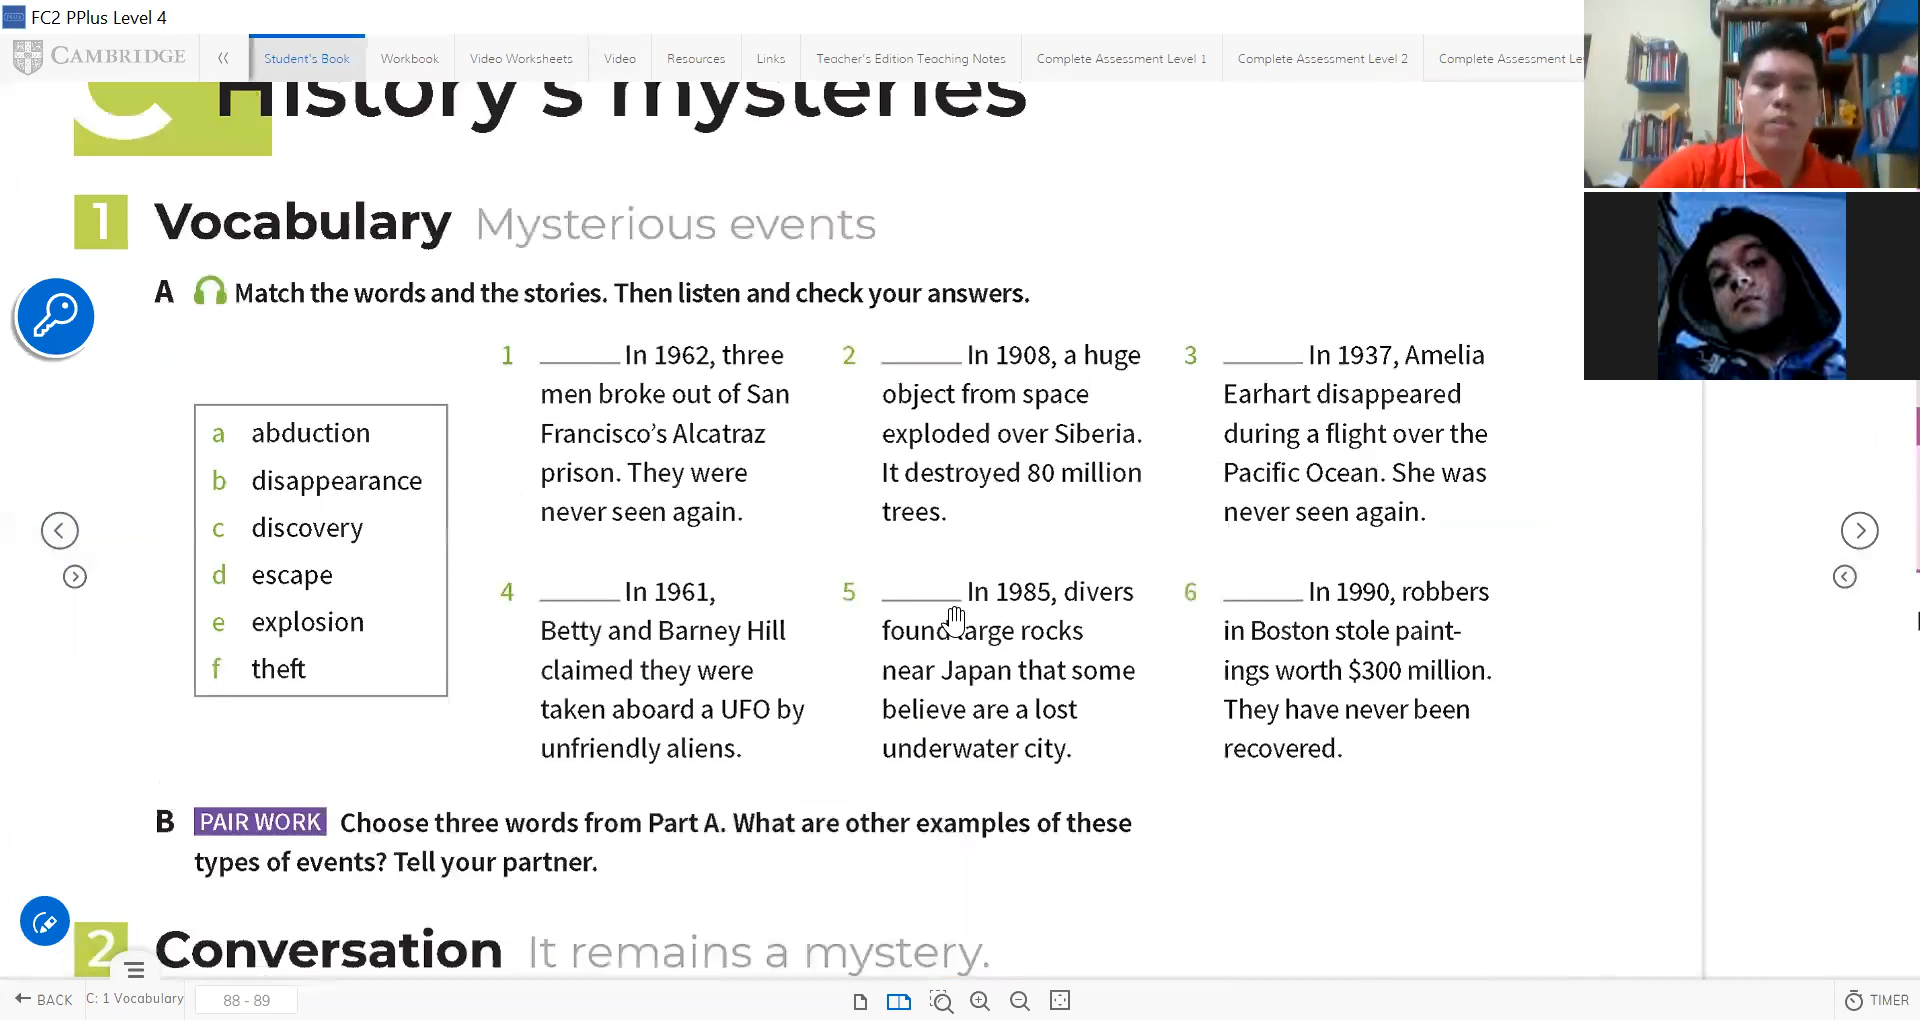 FC2 PPlus Level 4
CAMBRIDGE
Student's Book
Workbook
Video Worksheets
Video
Resources
Links
Teacher's Edition Teaching Notes
Complete Assessment Level 1
Complete Assessment Level 2
Complete Assessment Le
C History's mysteries
1 Vocabulary Mysterious events
A Match the words and the stories. Then listen and check your answers.
a abduction
b disappearance
c discovery
d escape
e explosion
f theft
1 ______ In 1962, three
men broke out of San
Francisco's Alcatraz
prison. They were
never seen again.
2 ______ In 1908, a huge
object from space
exploded over Siberia.
It destroyed 80 million
trees.
3 ______ In 1937, Amelia
Earhart disappeared
during a flight over the
Pacific Ocean. She was
never seen again.
4 ______ In 1961,
Betty and Barney Hill
claimed they were
taken aboard a UFO by
unfriendly aliens.
5 ______ In 1985, divers
found large rocks
near Japan that some
believe are a lost
underwater city.
6 ______ In 1990, robbers
in Boston stole paint-
ings worth $300 million.
They have never been
recovered.
B PAIR WORK Choose three words from Part A. What are other examples of these
types of events? Tell your partner.
2 Conversation It remains a mystery.
BACK
C: 1 Vocabulary
88 - 89
TIMER